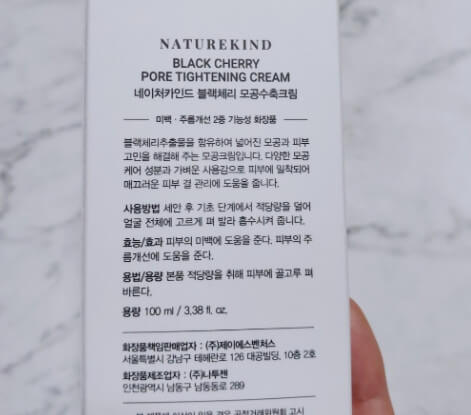 NATUREKIND
BLACK CHERRY
PORE TIGHTENING CREAM
네이처카인드 블랙체리 모공수축크림
미백 · 주름개선 2중 기능성 화장품
블랙체리추출물을 함유하여 넓어진 모공과 피부
고민을 해결해 주는 모공크림입니다. 다양한 모공
케어 성분과 가벼운 사용감으로 피부에 밀착되어
매끄러운 피부 결 관리에 도움을 줍니다.
사용방법 세안 후 기초 단계에서 적당량을 덜어
얼굴 전체에 고르게 펴 발라 흡수시켜 줍니다.
효능/효과 피부의 미백에 도움을 준다. 피부의 주
름개선에 도움을 준다.
용법/용량 본품 적당량을 취해 피부에 골고루 펴
바른다.
용량 100 ml / 3.38 fl. oz.
화장품책임판매업자 : (주)제이에스벤처스
서울특별시 강남구 테헤란로 126 대공빌딩, 10층 2호
화장품제조업자 : (주)나투젠
인천광역시 남동구 남동동로 289